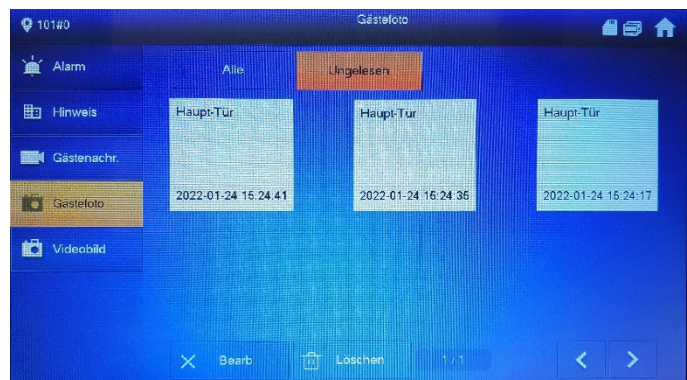 101#0
Gästefoto
Alarm
Hinweis
Gästenachr.
Gästefoto
Videobild
Alle
Ungelesen
Haupt-Tür
2022-01-24 15:24:41
Haupt-Tür
2022-01-24 15:24:35
Haupt-Tür
2022-01-24 15:24:17
Bearb
Löschen
1/1